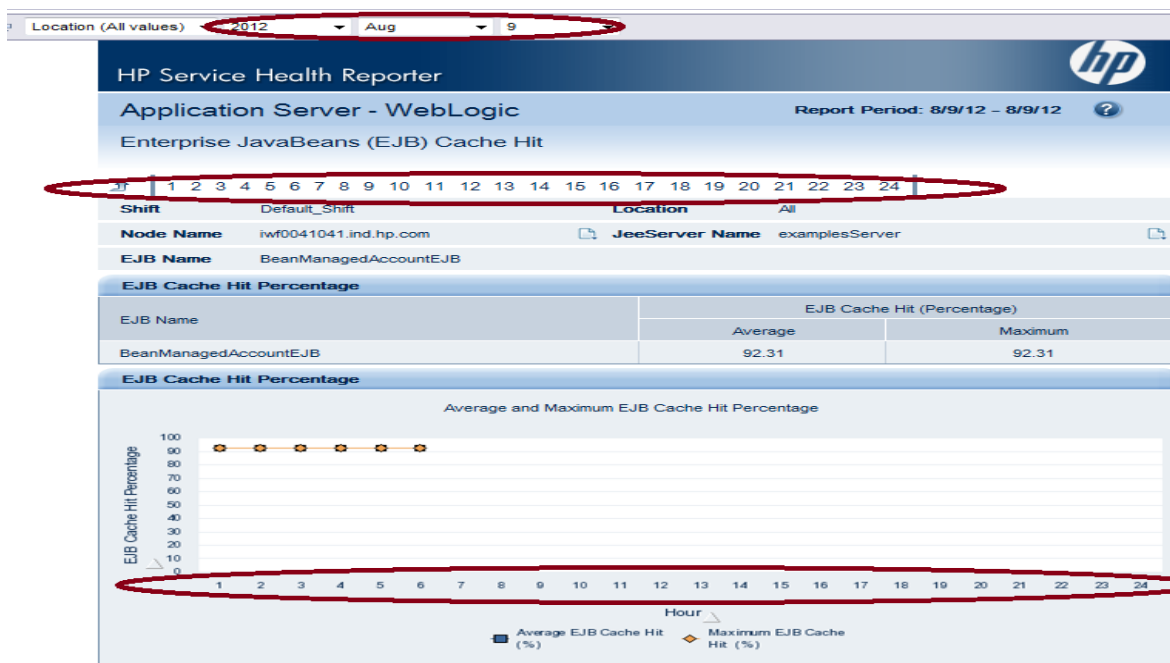 Location (All values) 2012 Aug 9
hp
HP Service Health Reporter
Application Server - WebLogic Report Period: 8/9/12 - 8/9/12 ?
Enterprise JavaBeans (EJB) Cache Hit
1 2 3 4 5 6 7 8 9 10 11 12 13 14 15 16 17 18 19 20 21 22 23 24
Shift Default_Shift Location All
Node Name iwf0041041.ind.hp.com JeeServer Name examplesServer
EJB Name BeanManagedAccountEJB
EJB Cache Hit Percentage
EJB Name EJB Cache Hit (Percentage)
Average Maximum
BeanManagedAccountEJB 92.31 92.31
EJB Cache Hit Percentage
Average and Maximum EJB Cache Hit Percentage
EJB Cache Hit Percentage
100
90
80
70
60
50
40
30
20
10
0
1 2 3 4 5 6 7 8 9 10 11 12 13 14 15 16 17 18 19 20 21 22 23 24
Hour
Average EJB Cache Hit (%)
Maximum EJB Cache Hit (%)